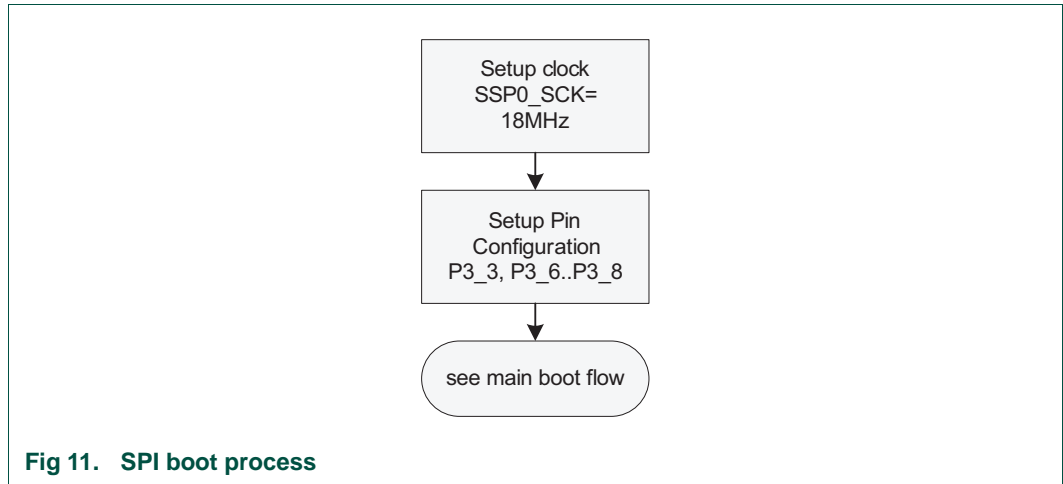 Setup clock
SSP0_SCK=
18MHz
Setup Pin
Configuration
P3_3, P3_6..P3_8
see main boot flow
Fig 11. SPI boot process